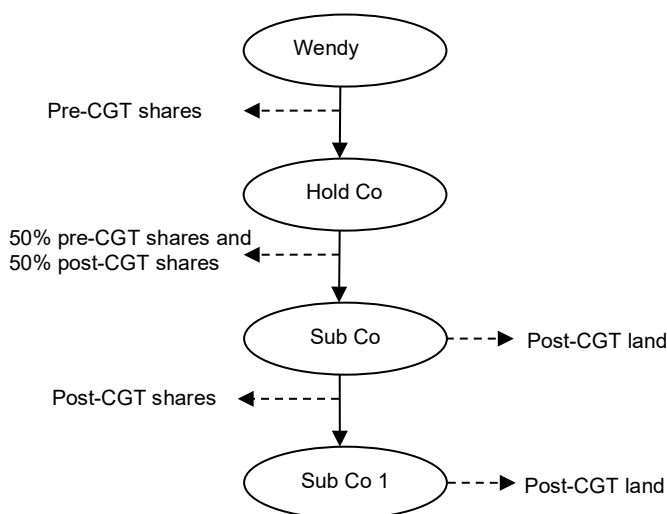 Wendy
Pre-CGT shares
Hold Co
50% pre-CGT shares and
50% post-CGT shares
Sub Co
Post-CGT land
Post-CGT shares
Sub Co 1
Post-CGT land